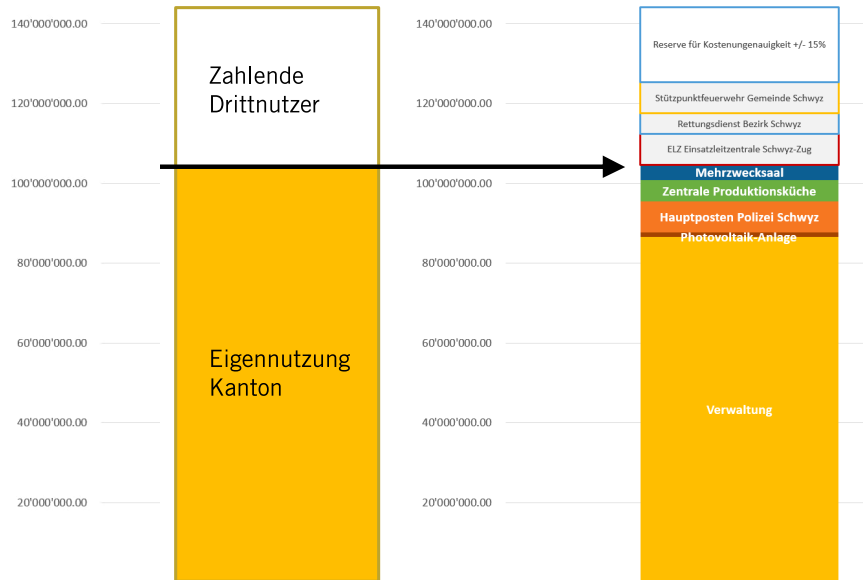 140'000'000.00
120'000'000.00
100'000'000.00
80'000'000.00
60'000'000.00
40'000'000.00
20'000'000.00
Zahlende
Drittnutzer
Eigennutzung
Kanton
140'000'000.00
120'000'000.00
100'000'000.00
80'000'000.00
60'000'000.00
40'000'000.00
20'000'000.00
Reserve für Kostenungenauigkeit +/- 15%
Stützpunktfeuerwehr Gemeinde Schwyz
Rettungsdienst Bezirk Schwyz
ELZ Einsatzleitzentrale Schwyz-Zug
Mehrzwecksaal
Zentrale Produktionsküche
Hauptposten Polizei Schwyz
Photovoltaik-Anlage
Verwaltung